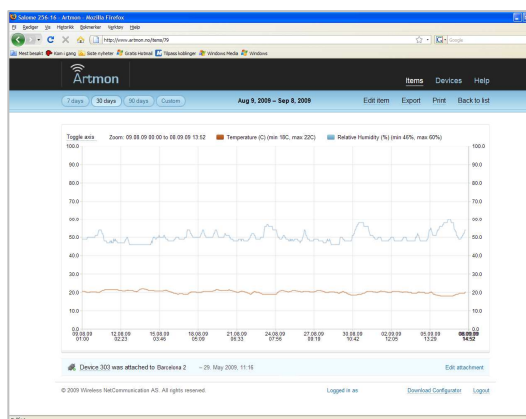 Salome 256-16 - Artmon - Mozilla Firefox
Fil Rediger Vis Historikk Bokmerker Verktøy Hjelp
http://www.artmon.no/items/79
Google
Mest besøkt Kom i gang Siste nyheter Gratis Hotmail Tilpass koblinger Windows Media Windows
Artmon
Items Devices Help
7 days 30 days 90 days Custom Aug 9, 2009 – Sep 8, 2009 Edit item Export Print Back to list
Toggle axis Zoom: 09.08.09 00:00 to 08.09.09 13:52 Temperature (C) (min 18C, max 22C) Relative Humidity (%) (min 46%, max 60%)
100.0 100.0
90.0 90.0
80.0 80.0
70.0 70.0
60.0 60.0
50.0 50.0
40.0 40.0
30.0 30.0
20.0 20.0
10.0 10.0
0.0 0.0
09.08.09 12.08.09 15.08.09 18.08.09 21.08.09 24.08.09 27.08.09 30.08.09 02.09.09 05.09.09 08.09.09
01:00 02:23 03:46 05:09 06:33 07:56 09:19 10:42 12:05 13:29 14:52
Device 303 was attached to Barcelona 2 ~ 29. May 2009, 11:16 Edit attachment
© 2009 Wireless NetCommunication AS. All rights reserved. Logged in as Download Configurator Logout